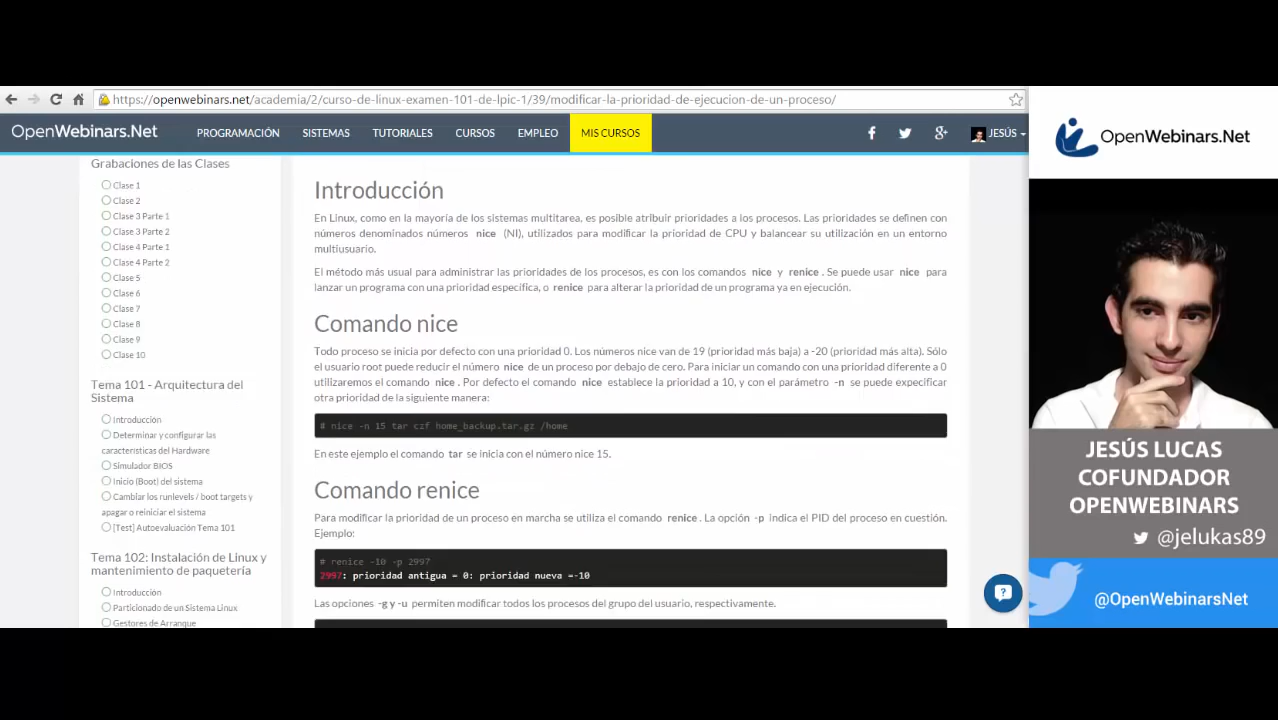 https://openwebinars.net/academia/2/curso-de-linux-examen-101-de-lpic-1/39/modificar-la-prioridad-de-ejecucion-de-un-proceso/
OpenWebinars.Net PROGRAMACIÓN SISTEMAS TUTORIALES CURSOS EMPLEO MIS CURSOS JESÚS
Grabaciones de las Clases
Clase 1
Clase 2
Clase 3 Parte 1
Clase 3 Parte 2
Clase 4 Parte 1
Clase 4 Parte 2
Clase 5
Clase 6
Clase 7
Clase 8
Clase 9
Clase 10
Tema 101 - Arquitectura del
Sistema
Introducción
Determinar y configurar las
características del Hardware
Simulador BIOS
Inicio (Boot) del sistema
Cambiar los runlevels / boot targets y
apagar o reiniciar el sistema
[Test] Autoevaluación Tema 101
Tema 102: Instalación de Linux y
mantenimiento de paquetería
Introducción
Particionado de un Sistema Linux
Gestores de Arranque
Introducción
En Linux, como en la mayoría de los sistemas multitarea, es posible atribuir prioridades a los procesos. Las prioridades se definen con
números denominados números nice (NI), utilizados para modificar la prioridad de CPU y balancear su utilización en un entorno
multiusuario.
El método más usual para administrar las prioridades de los procesos, es con los comandos nice y renice. Se puede usar nice para
lanzar un programa con una prioridad específica, o renice para alterar la prioridad de un programa ya en ejecución.
Comando nice
Todo proceso se inicia por defecto con una prioridad 0. Los números nice van de 19 (prioridad más baja) a -20 (prioridad más alta). Sólo
el usuario root puede reducir el número nice de un proceso por debajo de cero. Para iniciar un comando con una prioridad diferente a 0
utilizaremos el comando nice. Por defecto el comando nice establece la prioridad a 10, y con el parámetro -n se puede expecificar
otra prioridad de la siguiente manera:
# nice -n 15 tar czf home_backup.tar.gz /home
En este ejemplo el comando tar se inicia con el número nice 15.
Comando renice
Para modificar la prioridad de un proceso en marcha se utiliza el comando renice. La opción -p indica el PID del proceso en cuestión.
Ejemplo:
# renice -10 -p 2997
2997: prioridad antigua = 0: prioridad nueva =-10
Las opciones -g y -u permiten modificar todos los procesos del grupo del usuario, respectivamente.
OpenWebinars.Net
JESÚS LUCAS
COFUNDADOR
OPENWEBINARS
@jelukas89
@OpenWebinarsNet